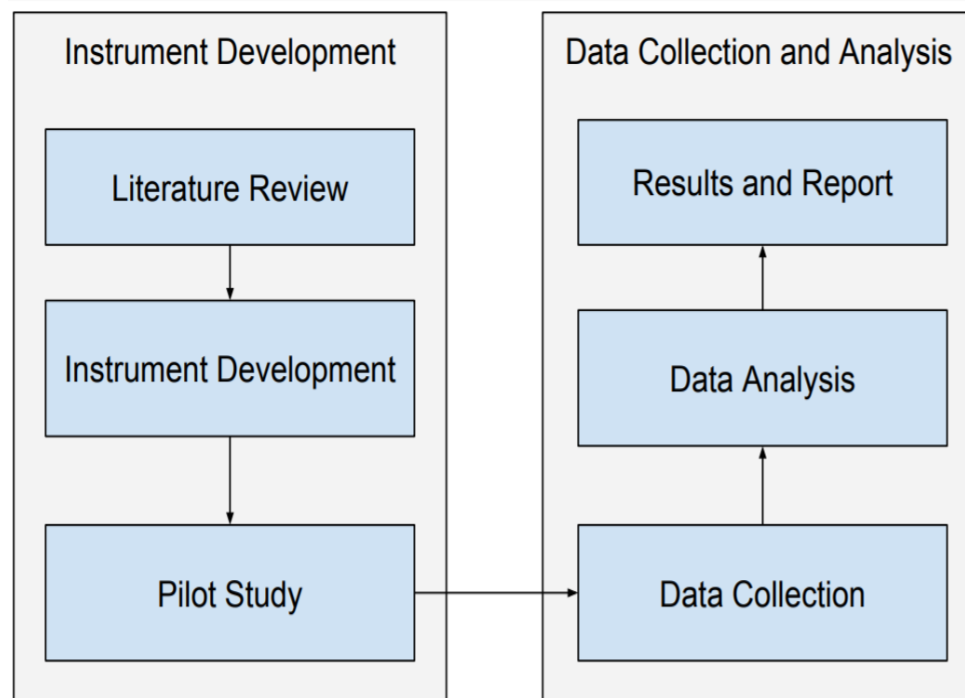 Instrument Development
Literature Review
Instrument Development
Pilot Study
Data Collection and Analysis
Results and Report
Data Analysis
Data Collection